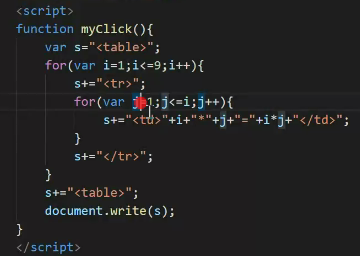 <script>
function myClick(){
var s="<table>";
for(var i=1;i<=9;i++){
s+="<tr>";
for(var j=1;j<=i;j++){
s+="<td>"+i+"*"+j+"="+i*j+"</td>";
}
s+="</tr>";
}
s+="<table>";
document.write(s);
}
</script>